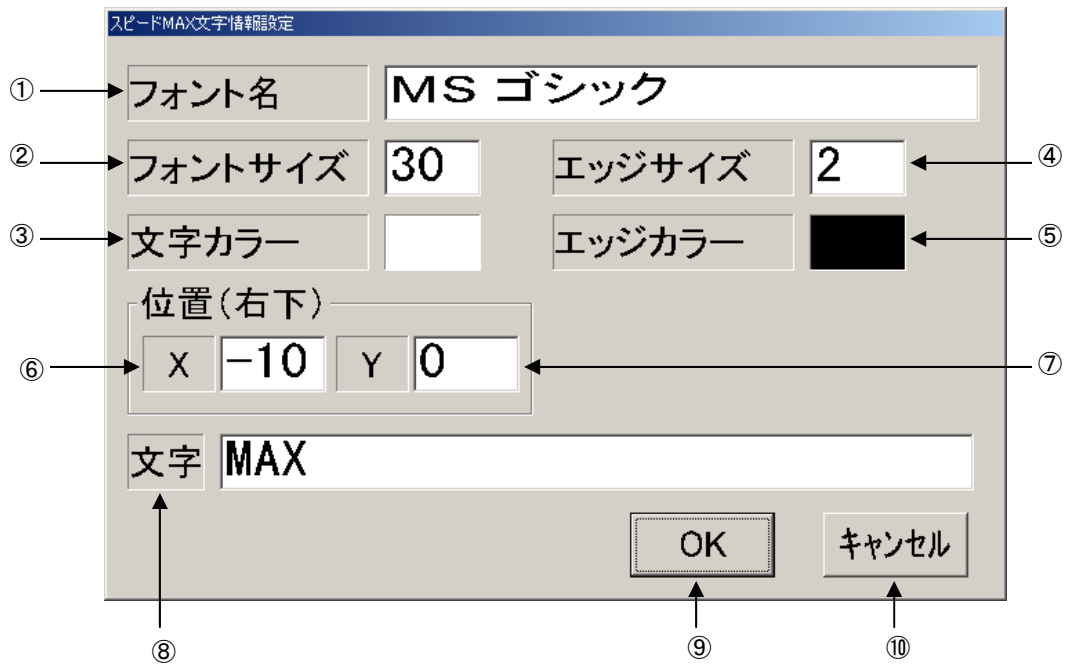 スピードMAX文字情報設定
① フォント名 MS ゴシック
② フォントサイズ 30 エッジサイズ 2 ④
③ 文字カラー エッジカラー ⑤
位置(右下)
⑥ X -10 Y 0 ⑦
文字 MAX
OK キャンセル
⑧ ⑨ ⑩